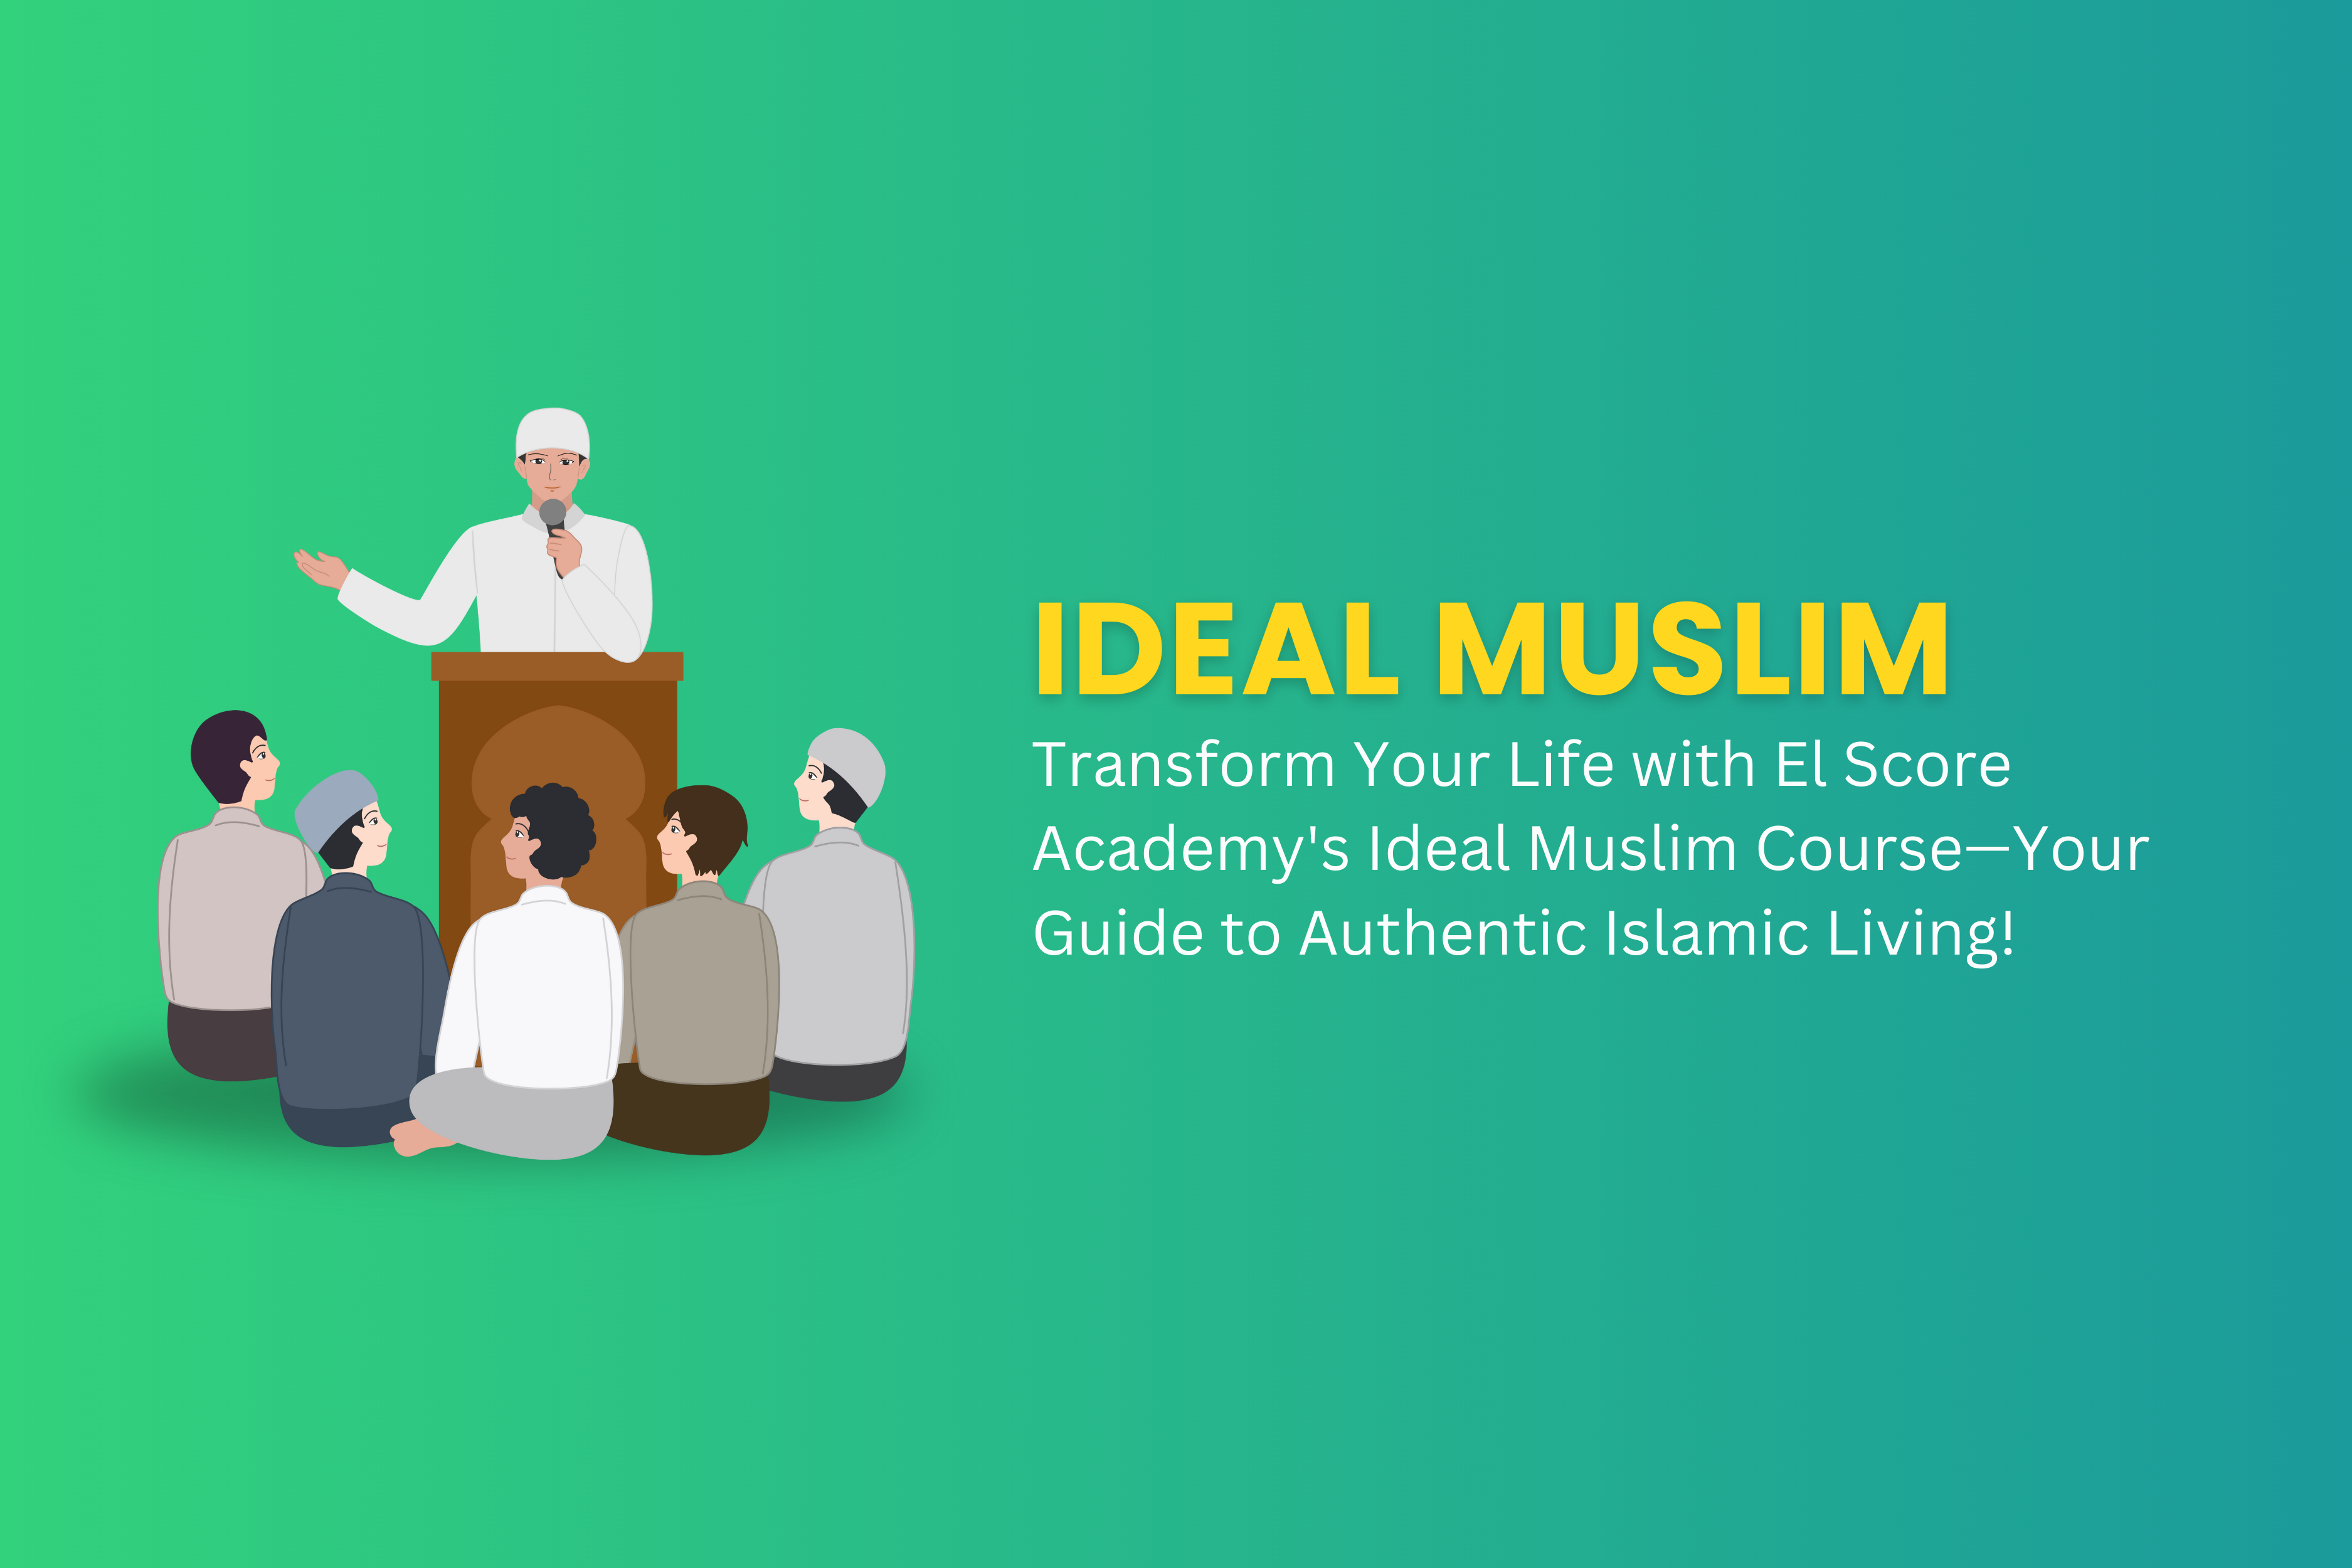 IDEAL MUSLIM
Transform Your Life with El Score
Academy's Ideal Muslim Course—Your
Guide to Authentic Islamic Living!